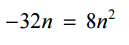 −32n = 8n²